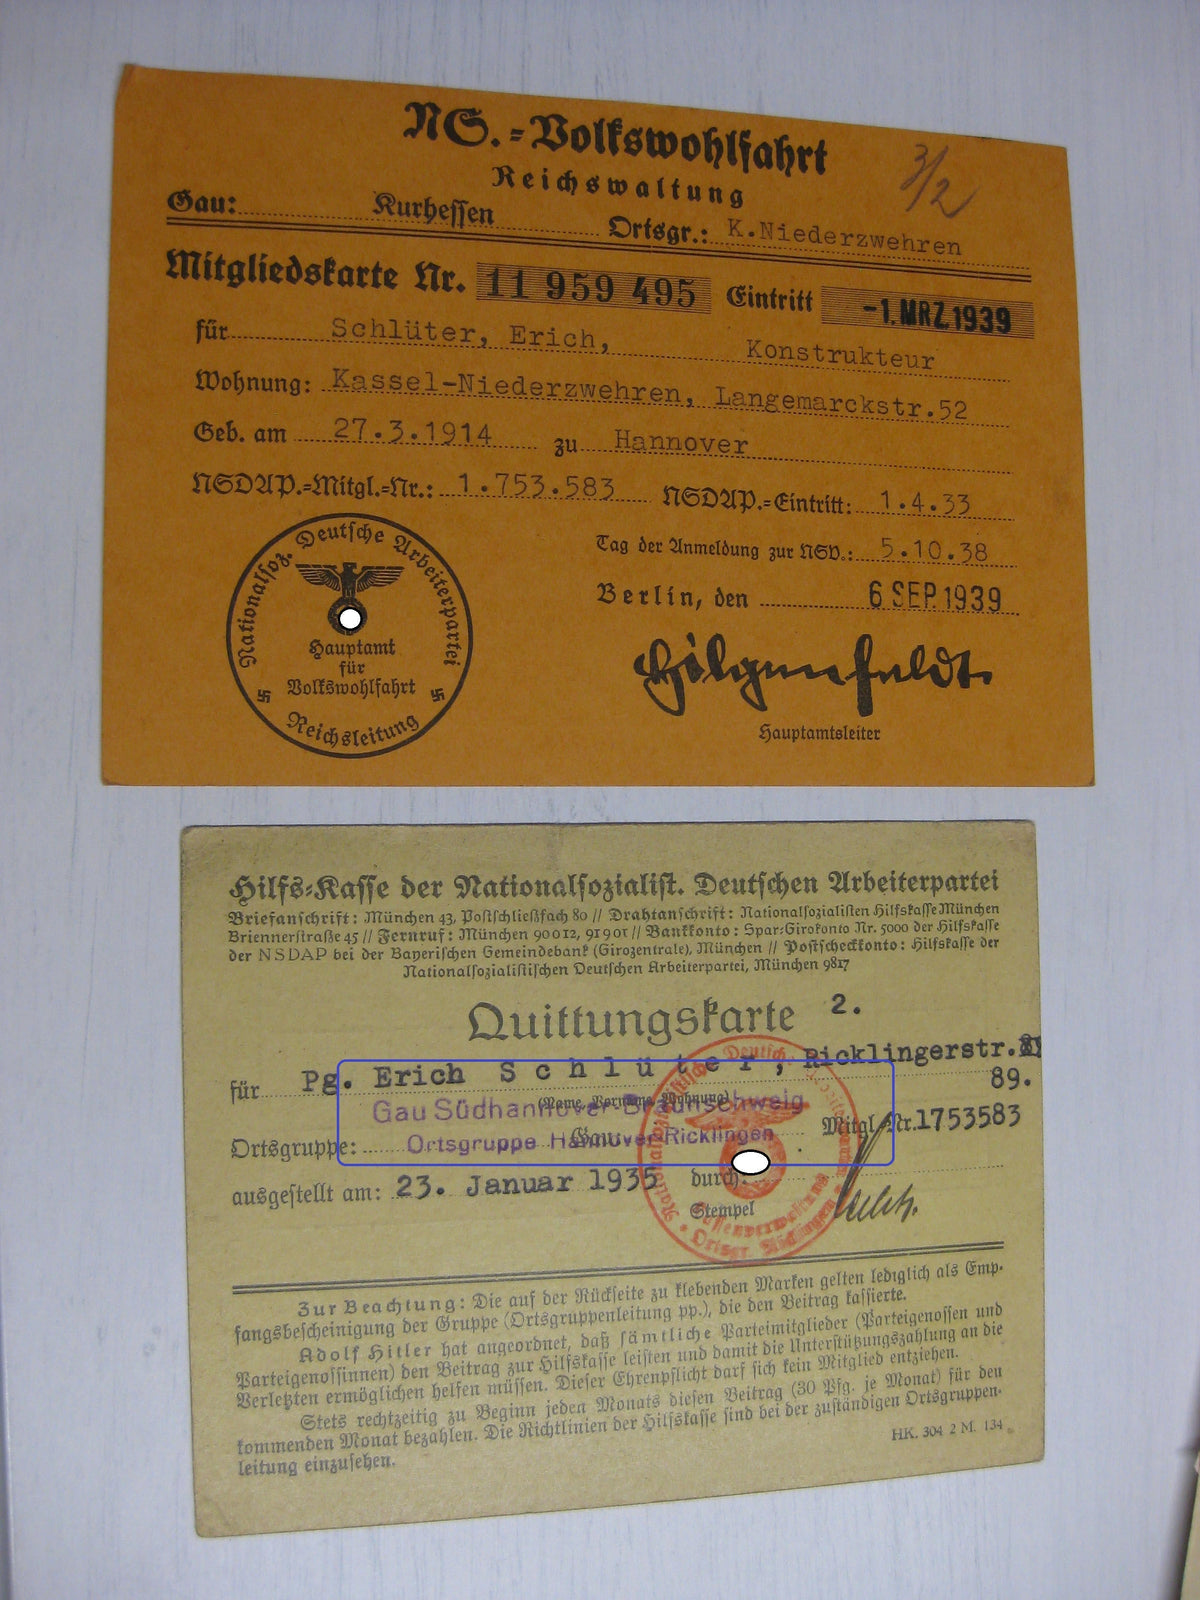 NS.-Volkswohlfahrt
Reichswaltung
3/2
Gau: Kurhessen Ortsgr.: K.Niederzwehren
Mitgliedskarte Nr. 11 959 495 Eintritt -1. MRZ. 1939
für Schlüter, Erich, Konstrukteur
Wohnung: Kassel-Niederzwehren, Langemarckstr.52
Geb. am 27.3.1914 zu Hannover
NSDAP.-Mitgl.-Nr.: 1.753.583 NSDAP.-Eintritt: 1.4.33
Tag der Anmeldung zur NSV.: 5.10.38
Berlin, den 6 SEP. 1939
Nationalsoz. Deutsche Arbeiterpartei
Hauptamt
für
Volkswohlfahrt
Reichsleitung
Hilgenfeldt.
Hauptamtsleiter
Hilfs-Kasse der Nationalsozialist. Deutschen Arbeiterpartei
Briefanschrift: München 43, Postschließfach 80 // Drahtanschrift: Nationalsozialisten Hilfskasse München
Briennerstraße 45 // Fernruf: München 90012, 91901 // Bankkonto: Spar-Girokonto Nr. 5000 der Hilfskasse
der NSDAP bei der Bayerischen Gemeindebank (Girozentrale), München // Postscheckkonto: Hilfskasse der
Nationalsozialistischen Deutschen Arbeiterpartei, München 9817
Quittungskarte 2.
für Pg. Erich Schlüter, Ricklingerstr.
89.
(Name, Vorname, Wohnung)
Gau Südhannover-Braunschweig
Ortsgruppe: Gau: Mitgl. Nr. 1753583
Ortsgruppe Hannover-Ricklingen
ausgestellt am: 23. Januar 1935 durch:
Stempel
Zur Beachtung: Die auf der Rückseite zu klebenden Marken gelten lediglich als Emp-
fangsbescheinigung der Gruppe (Ortsgruppenleitung pp.), die den Beitrag kassierte.
Adolf Hitler hat angeordnet, daß sämtliche Parteimitglieder (Parteigenossen und
Parteigenossinnen) den Beitrag zur Hilfskasse leisten und damit die Unterstützungszahlung an die
Verletzten ermöglichen helfen müssen. Dieser Ehrenpflicht darf sich kein Mitglied entziehen.
Stets rechtzeitig zu Beginn jeden Monats diesen Beitrag (30 Pfg. je Monat) für den
kommenden Monat bezahlen. Die Richtlinien der Hilfskasse sind bei der zuständigen Ortsgruppen-
leitung einzusehen.
HK. 304 2 M. 134